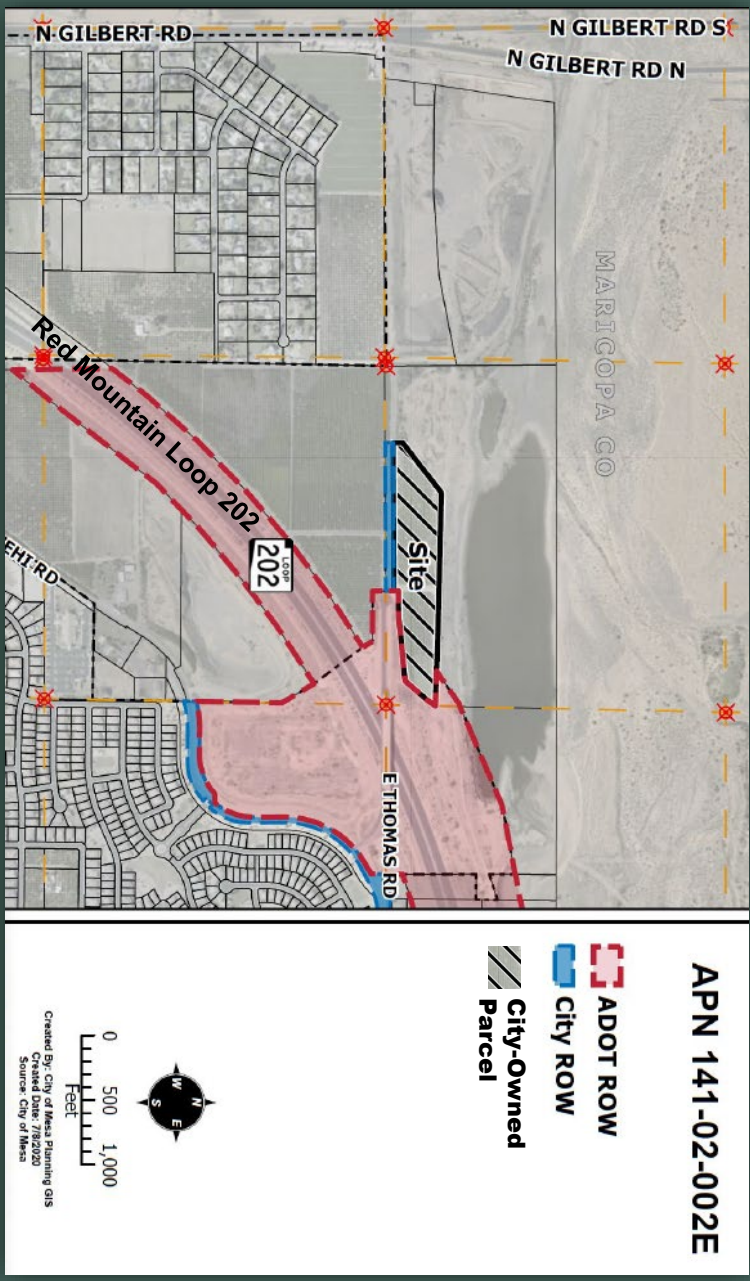 N GILBERT RD
N GILBERT RD S
N GILBERT RD N
MARICOPA CO
Red Mountain Loop 202
LOOP
202
Site
EHI RD
E THOMAS RD
APN 141-02-002E
ADOT ROW
City ROW
City-Owned
Parcel
N
W
E
S
0 500 1,000
Feet
Created By: City of Mesa Planning GIS
Created Date: 7/8/2020
Source: City of Mesa